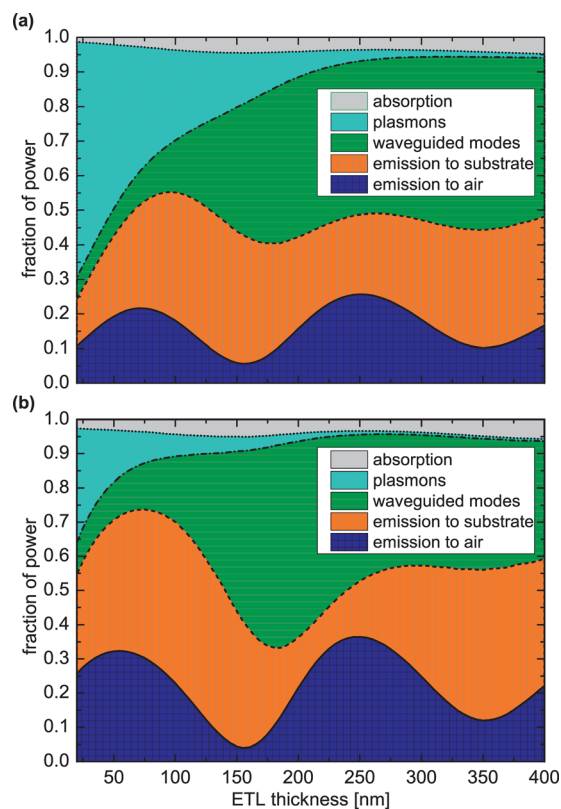 (a)
1.0
0.9
0.8
0.7
0.6
0.5
0.4
0.3
0.2
0.1
0.0
fraction of power
absorption
plasmons
waveguided modes
emission to substrate
emission to air
(b)
1.0
0.9
0.8
0.7
0.6
0.5
0.4
0.3
0.2
0.1
0.0
fraction of power
absorption
plasmons
waveguided modes
emission to substrate
emission to air
50 100 150 200 250 300 350 400
ETL thickness [nm]